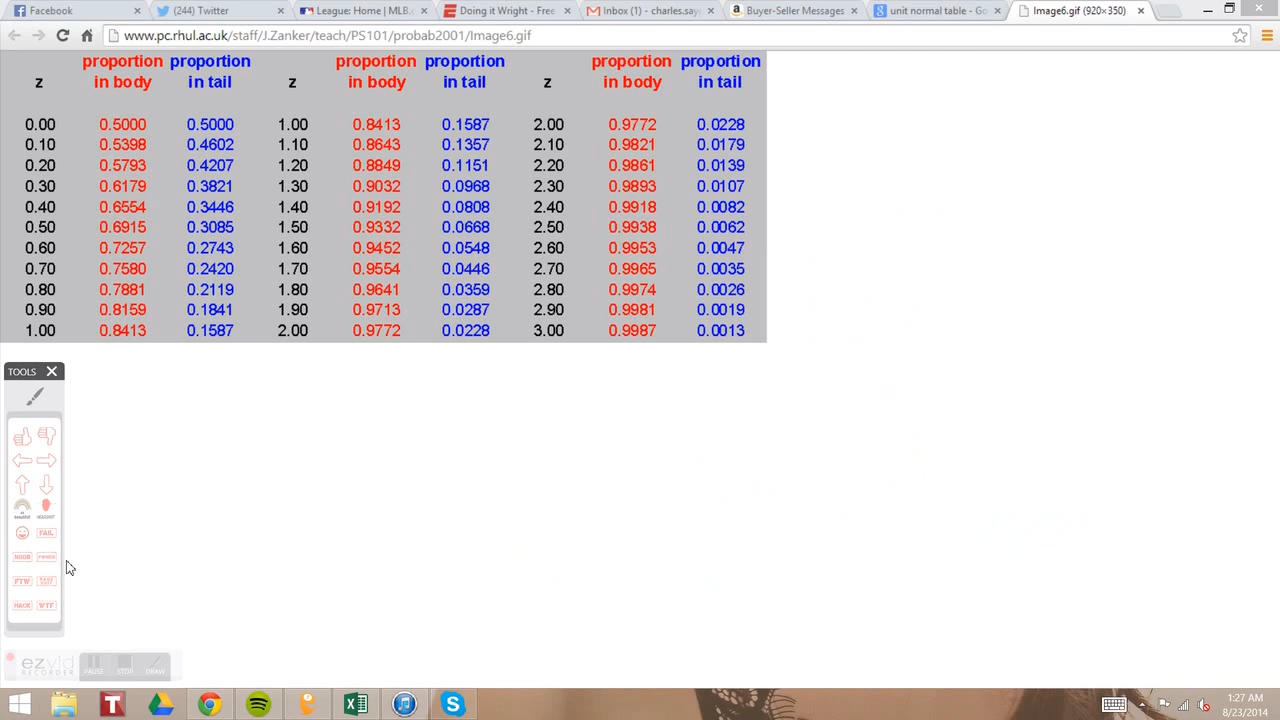 Facebook
(244) Twitter
League: Home | MLB.c
Doing it Wright - Free
Inbox (1) - charles.say
Buyer-Seller Messages
unit normal table - Go
Image6.gif (920×350)
www.pc.rhul.ac.uk/staff/J.Zanker/teach/PS101/probab2001/Image6.gif
proportion proportion proportion proportion proportion proportion
z in body in tail z in body in tail z in body in tail
0.00 0.5000 0.5000 1.00 0.8413 0.1587 2.00 0.9772 0.0228
0.10 0.5398 0.4602 1.10 0.8643 0.1357 2.10 0.9821 0.0179
0.20 0.5793 0.4207 1.20 0.8849 0.1151 2.20 0.9861 0.0139
0.30 0.6179 0.3821 1.30 0.9032 0.0968 2.30 0.9893 0.0107
0.40 0.6554 0.3446 1.40 0.9192 0.0808 2.40 0.9918 0.0082
0.50 0.6915 0.3085 1.50 0.9332 0.0668 2.50 0.9938 0.0062
0.60 0.7257 0.2743 1.60 0.9452 0.0548 2.60 0.9953 0.0047
0.70 0.7580 0.2420 1.70 0.9554 0.0446 2.70 0.9965 0.0035
0.80 0.7881 0.2119 1.80 0.9641 0.0359 2.80 0.9974 0.0026
0.90 0.8159 0.1841 1.90 0.9713 0.0287 2.90 0.9981 0.0019
1.00 0.8413 0.1587 2.00 0.9772 0.0228 3.00 0.9987 0.0013
TOOLS
FAIL
NOOB
FTW
HACK WTF
ezvid
RECORDER
PAUSE STOP DRAW
1:27 AM
8/23/2014